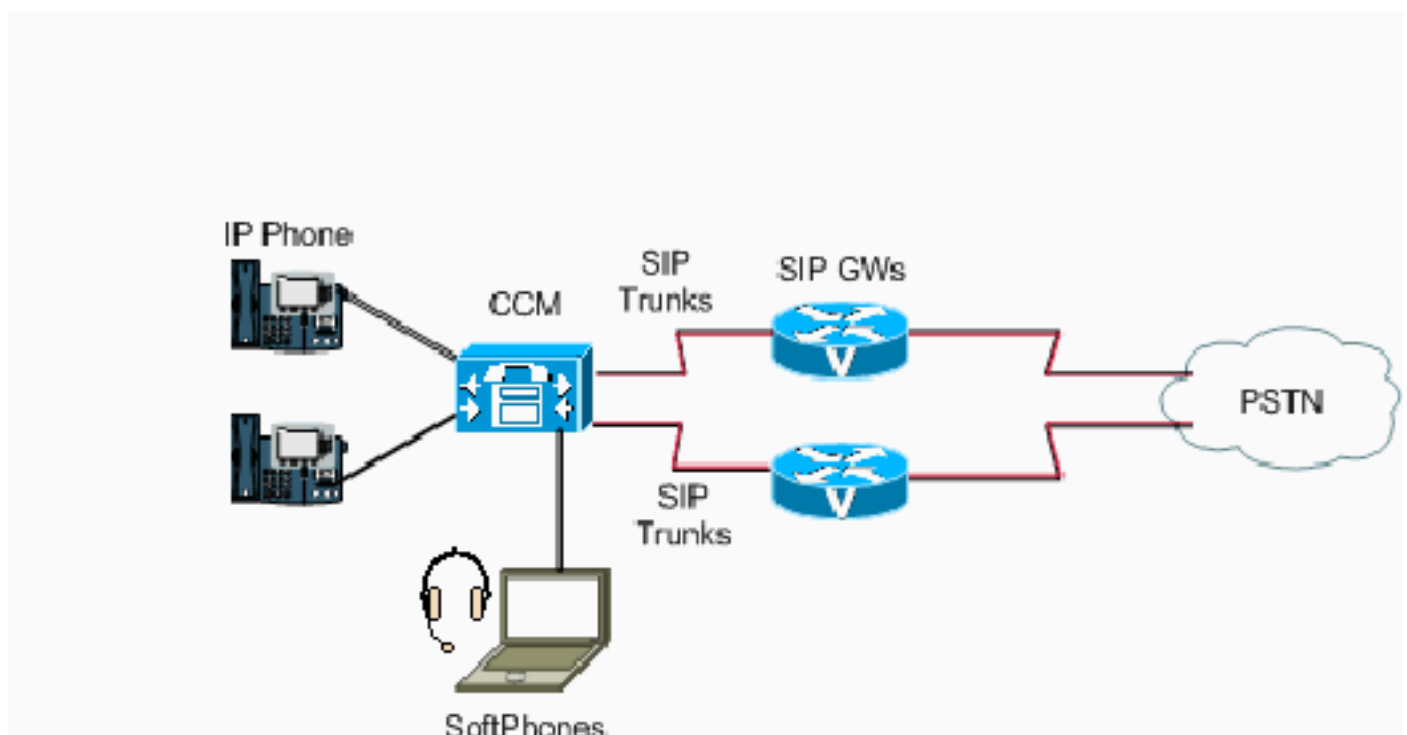 IP Phone
CCM
SIP
Trunks
SIP GWs
PSTN
SIP
Trunks
SoftPhones
V
V